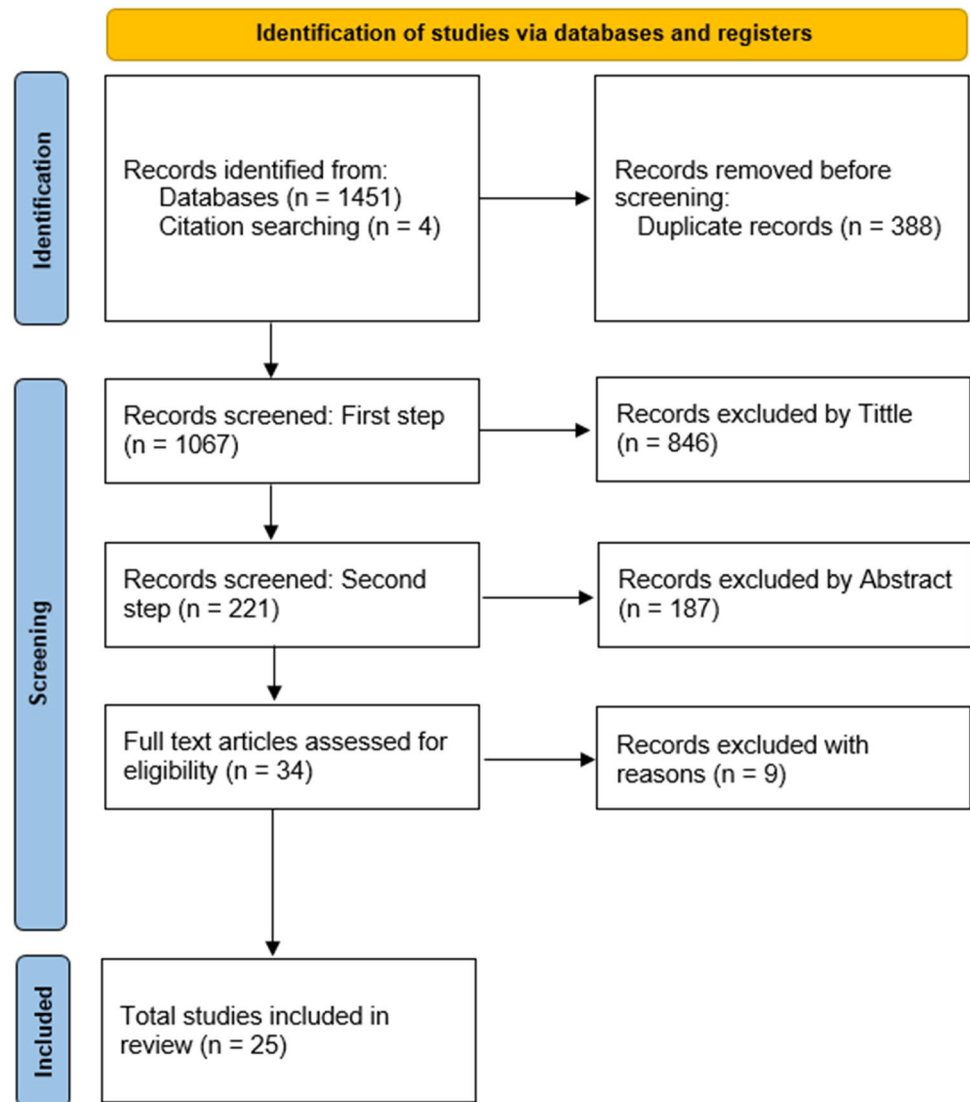 Identification of studies via databases and registers
Identification
Records identified from:
Databases (n = 1451)
Citation searching (n = 4)
Records removed before
screening:
Duplicate records (n = 388)
Screening
Records screened: First step
(n = 1067)
Records excluded by Tittle
(n = 846)
Records screened: Second
step (n = 221)
Records excluded by Abstract
(n = 187)
Full text articles assessed for
eligibility (n = 34)
Records excluded with
reasons (n = 9)
Included
Total studies included in
review (n = 25)